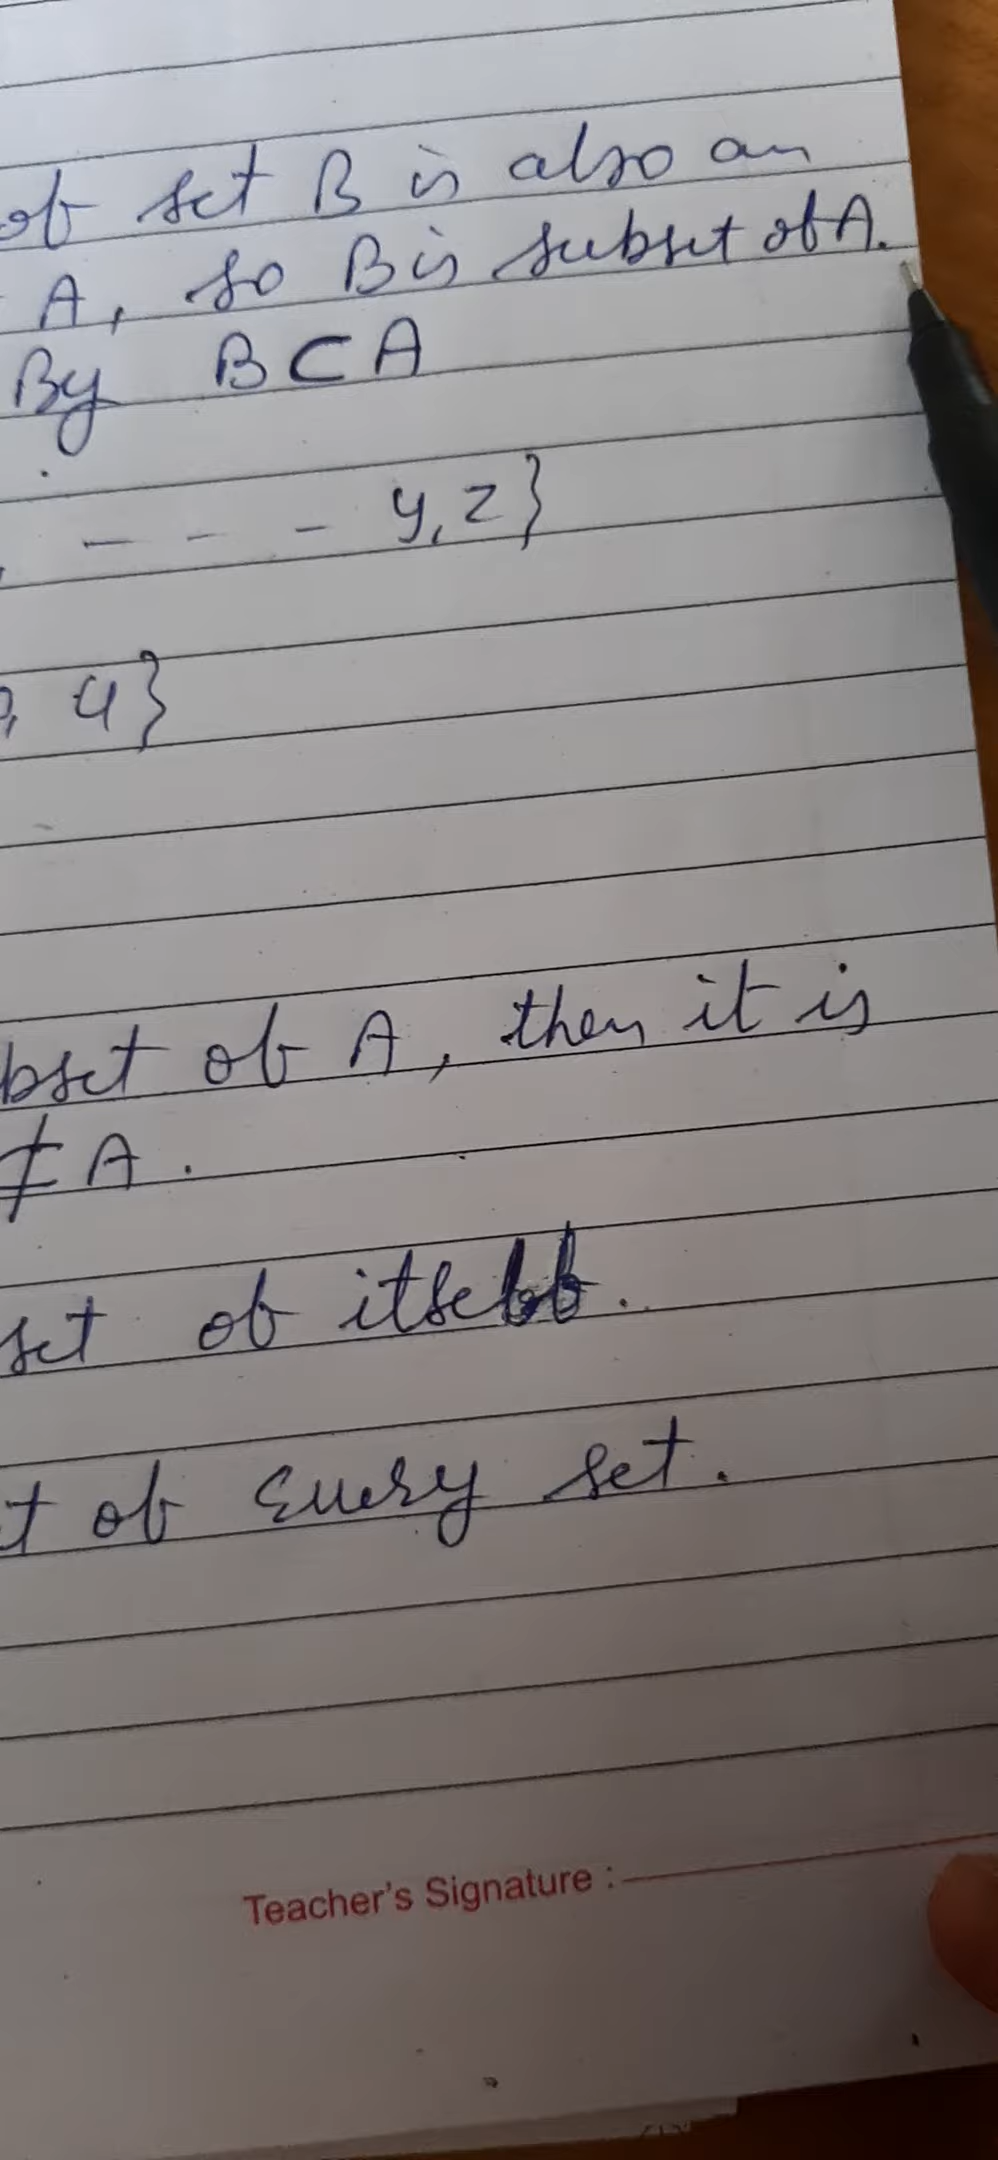 of set B is also an
A, so B is subset of A.
By B⊂A
, - - - y, z}
, 4}
bset of A, then it is
⊄ A.
set of itself.
t of Every set.
Teacher's Signature :